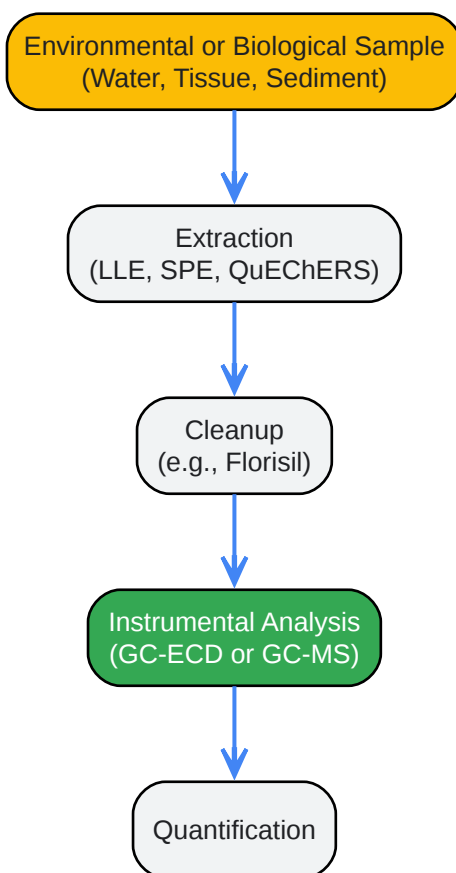 Environmental or Biological Sample
(Water, Tissue, Sediment)
Extraction
(LLE, SPE, QuEChERS)
Cleanup
(e.g., Florisil)
Instrumental Analysis
(GC-ECD or GC-MS)
Quantification